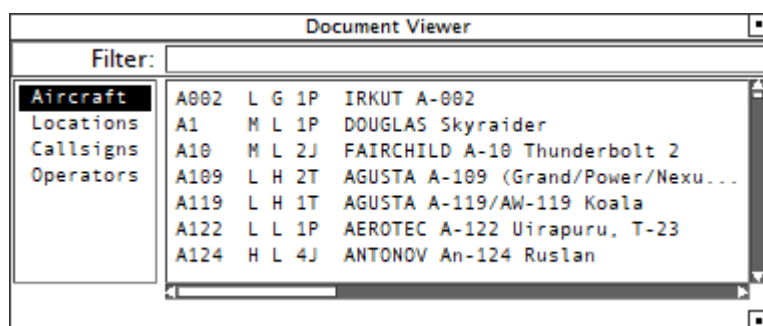 Document Viewer
Filter:
Aircraft
Locations
Callsigns
Operators
A002 L G 1P IRKUT A-002
A1 M L 1P DOUGLAS Skyraider
A10 M L 2J FAIRCHILD A-10 Thunderbolt 2
A109 L H 2T AGUSTA A-109 (Grand/Power/Nexu...
A119 L H 1T AGUSTA A-119/AW-119 Koala
A122 L L 1P AEROTEC A-122 Uirapuru, T-23
A124 H L 4J ANTONOV An-124 Ruslan